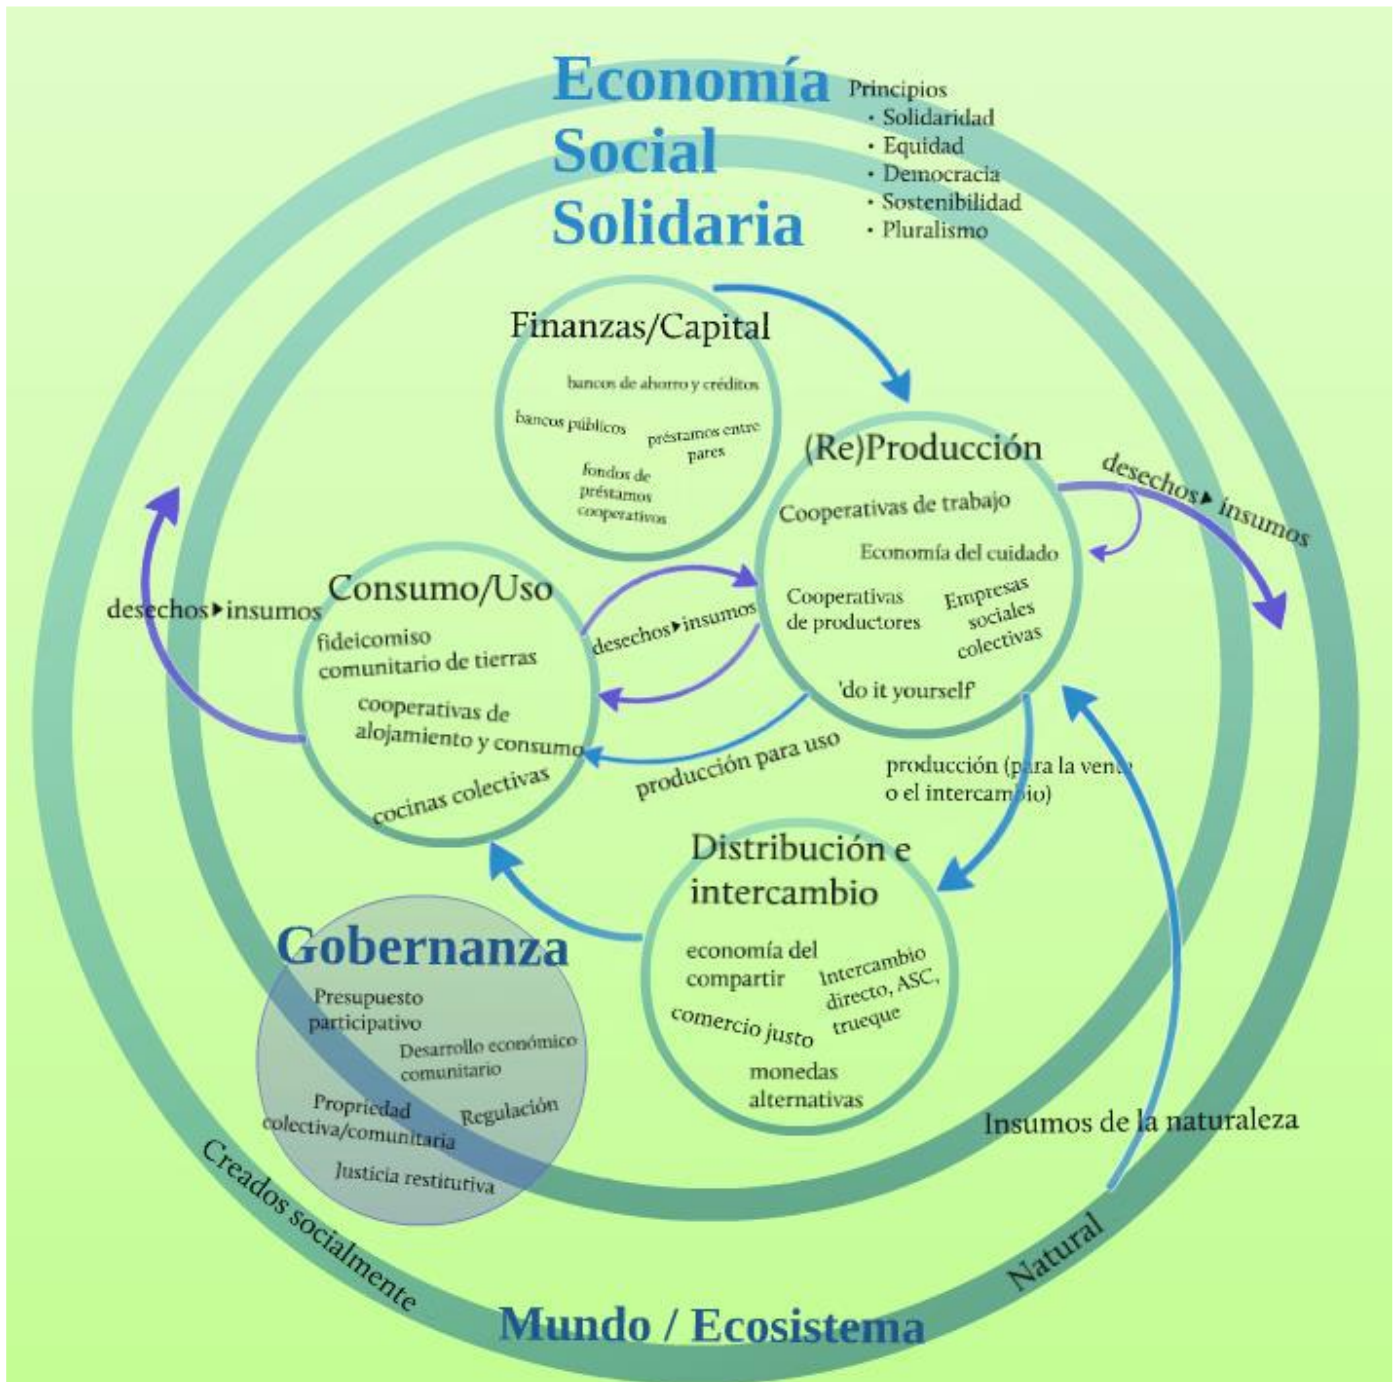 Economía
Social
Solidaria
Principios
• Solidaridad
• Equidad
• Democracia
• Sostenibilidad
• Pluralismo
Finanzas/Capital
bancos de ahorro y créditos
bancos públicos
préstamos entre
pares
fondos de
préstamos
cooperativos
(Re)Producción
Cooperativas de trabajo
Economía del cuidado
Cooperativas
de productores
Empresas
sociales
colectivas
'do it yourself'
desechos▸insumos
Consumo/Uso
fideicomiso
comunitario de tierras
cooperativas de
alojamiento y consumo
cocinas colectivas
desechos▸insumos
desechos▸insumos
producción para uso
producción (para la venta
o el intercambio)
Distribución e
intercambio
economía del
compartir
Intercambio
directo, ASC,
trueque
comercio justo
monedas
alternativas
Gobernanza
Presupuesto
participativo
Desarrollo económico
comunitario
Propriedad
colectiva/comunitaria
Regulación
Justicia restitutiva
Insumos de la naturaleza
Creados socialmente
Natural
Mundo / Ecosistema